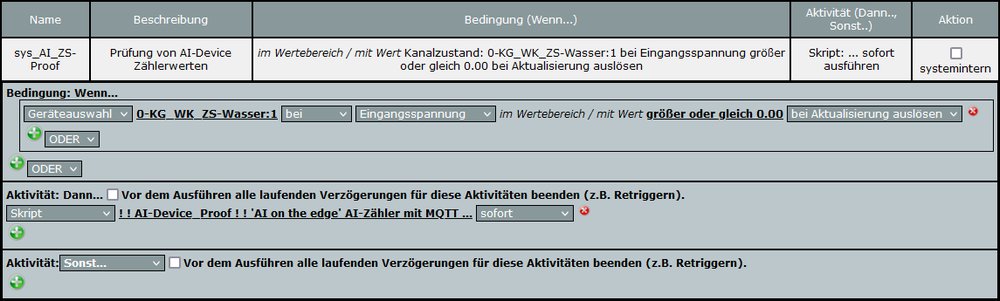 Name Beschreibung Bedingung (Wenn...) Aktivität (Dann.., Sonst..) Aktion
sys_AI_ZS-Proof Prüfung von AI-Device Zählerwerten im Wertebereich / mit Wert Kanalzustand: 0-KG_WK_ZS-Wasser:1 bei Eingangsspannung größer oder gleich 0.00 bei Aktualisierung auslösen Skript: ... sofort ausführen systemintern
Bedingung: Wenn...
Geräteauswahl 0-KG_WK_ZS-Wasser:1 bei Eingangsspannung im Wertebereich / mit Wert größer oder gleich 0.00 bei Aktualisierung auslösen
ODER
ODER
Aktivität: Dann... Vor dem Ausführen alle laufenden Verzögerungen für diese Aktivitäten beenden (z.B. Retriggern).
Skript ! ! AI-Device_Proof ! ! 'AI on the edge' AI-Zähler mit MQTT ... sofort
Aktivität: Sonst... Vor dem Ausführen alle laufenden Verzögerungen für diese Aktivitäten beenden (z.B. Retriggern).